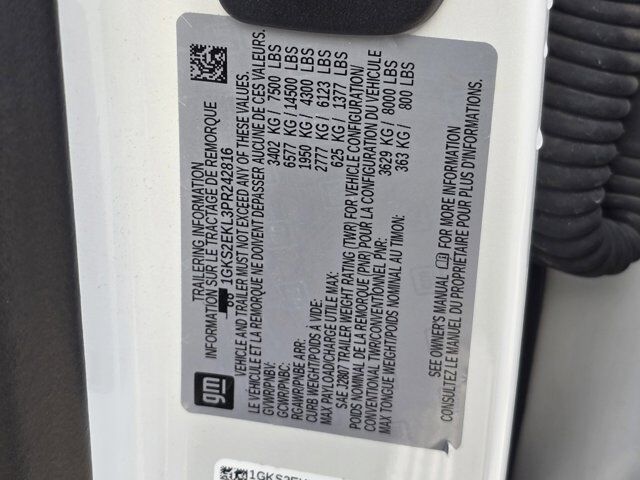 gm
TRAILERING INFORMATION
INFORMATION SUR LE TRACTAGE DE REMORQUE
1GKS2EKL3PR242816
VEHICLE AND TRAILER MUST NOT EXCEED ANY OF THESE VALUES.
LE VÉHICULE ET LA REMORQUE NE DOIVENT DÉPASSER AUCUNE DE CES VALEURS.
GVWR/PNBV: 3402 KG / 7500 LBS
GCWR/PNBC: 6577 KG / 14500 LBS
RGAWR/PNBE ARR: 1950 KG / 4300 LBS
CURB WEIGHT/POIDS À VIDE: 2777 KG / 6123 LBS
MAX PAYLOAD/CHARGE UTILE MAX: 625 KG / 1377 LBS
SAE J2807 TRAILER WEIGHT RATING (TWR) FOR VEHICLE CONFIGURATION/
POIDS NOMINAL DE LA REMORQUE (PNR) POUR LA CONFIGURATION DU VÉHICULE
CONVENTIONAL TWR/CONVENTIONNEL PNR: 3629 KG / 8000 LBS
MAX TONGUE WEIGHT/POIDS NOMINAL AU TIMON: 363 KG / 800 LBS
SEE OWNER'S MANUAL FOR MORE INFORMATION
CONSULTEZ LE MANUEL DU PROPRIÉTAIRE POUR PLUS D'INFORMATIONS.